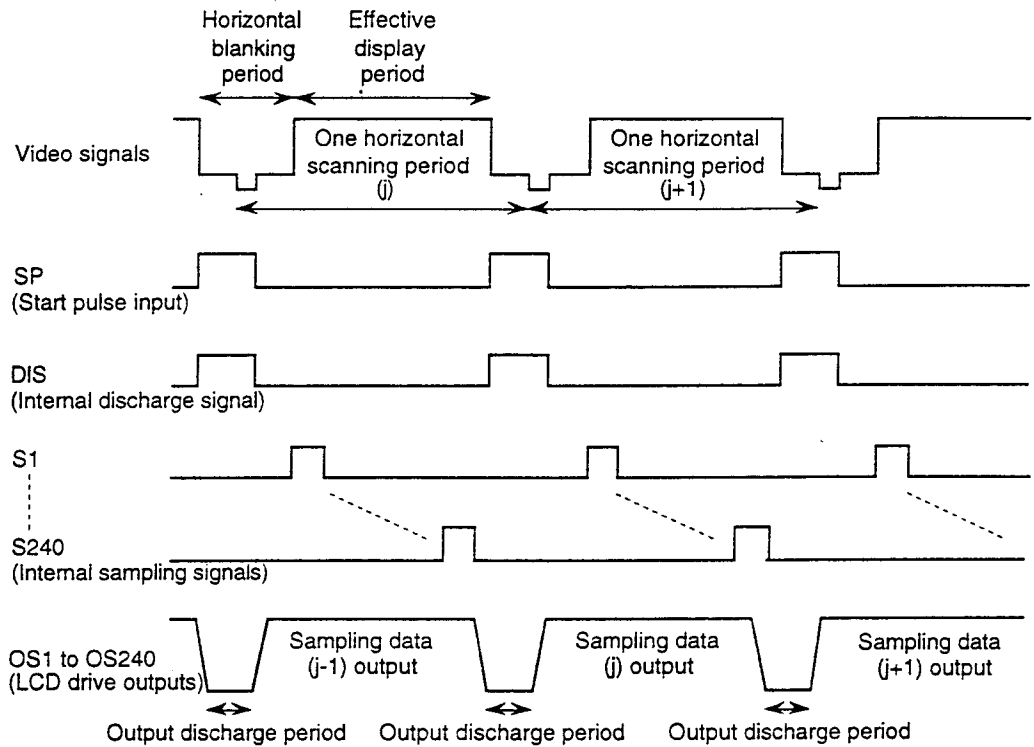 Horizontal
blanking
period
Effective
display
period
Video signals
One horizontal
scanning period
(j)
One horizontal
scanning period
(j+1)
SP
(Start pulse input)
DIS
(Internal discharge signal)
S1
S240
(Internal sampling signals)
OS1 to OS240
(LCD drive outputs)
Sampling data
(j-1) output
Sampling data
(j) output
Sampling data
(j+1) output
Output discharge period
Output discharge period
Output discharge period